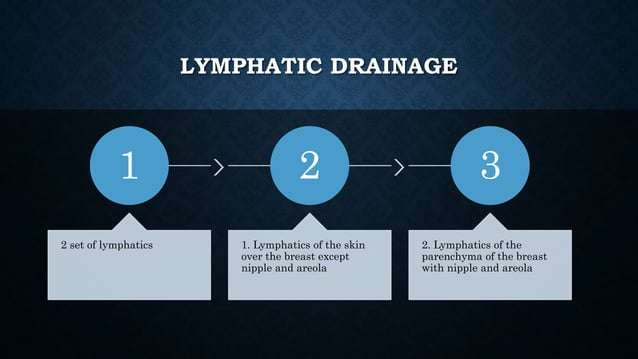 LYMPHATIC DRAINAGE
1
2
3
2 set of lymphatics
1. Lymphatics of the skin
over the breast except
nipple and areola
2. Lymphatics of the
parenchyma of the breast
with nipple and areola